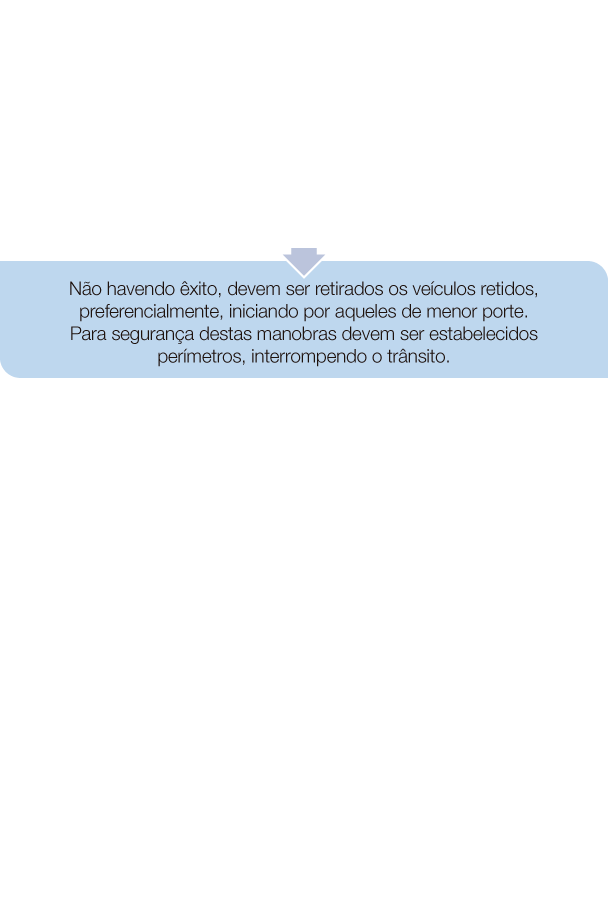 Não havendo êxito, devem ser retirados os veículos retidos,
preferencialmente, iniciando por aqueles de menor porte.
Para segurança destas manobras devem ser estabelecidos
perímetros, interrompendo o trânsito.